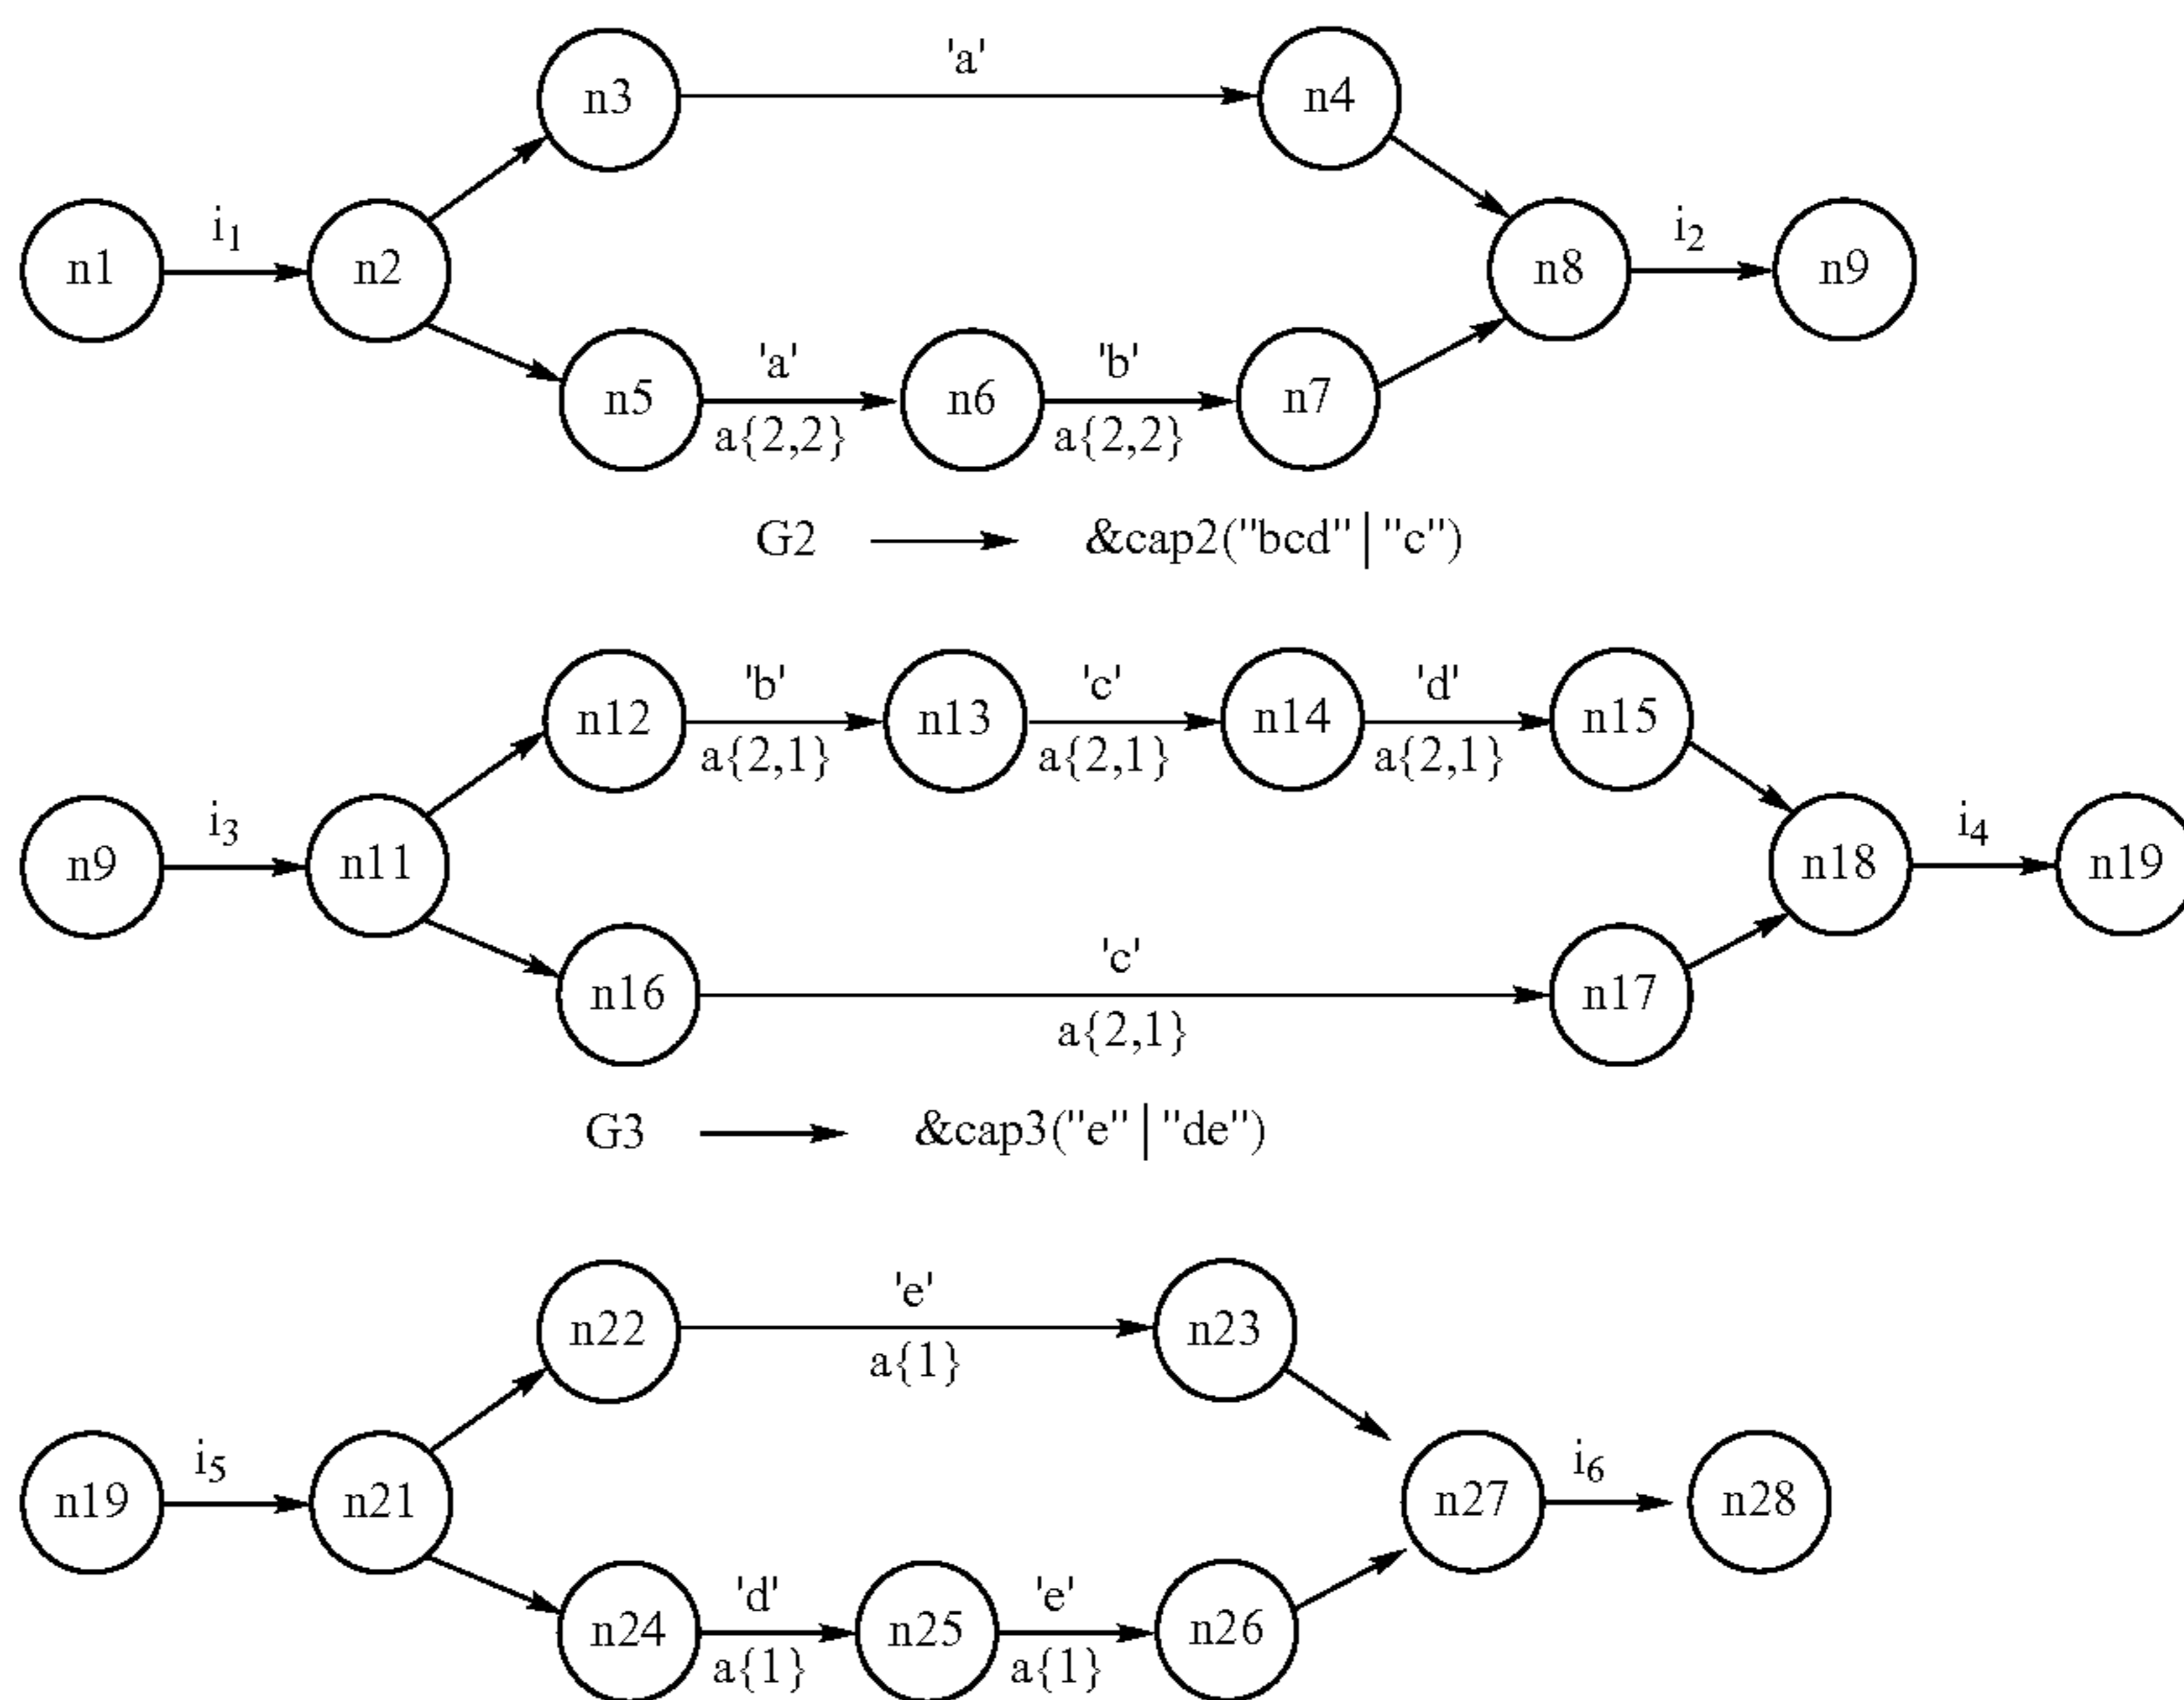 'a'
n3 n4
i1 i2
n1 n2 n8 n9
'a' 'b'
n5 n6 n7
a{2,2} a{2,2}
G2 &cap2("bcd"|"c")
'b' 'c' 'd'
n12 n13 n14 n15
a{2,1} a{2,1} a{2,1}
i3 i4
n9 n11 n18 n19
'c'
n16 n17
a{2,1}
G3 &cap3("e"|"de")
'e'
n22 n23
a{1}
i5 i6
n19 n21 n27 n28
'd' 'e'
n24 n25 n26
a{1} a{1}